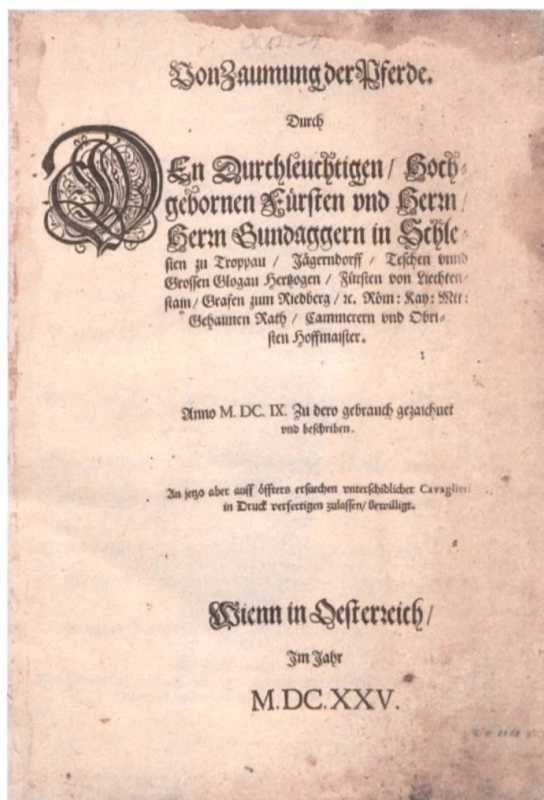 Von Zaumung der Pferde.
Durch
DEn Durchleuchtigen / Hoch-
gebornen Fürsten vnd Herrn /
Herrn Gundaggern in Schle-
sien zu Troppau / Jägerndorff / Teschen vnnd
Grossen Glogau Hertzogen / Fürsten von Liechten-
stain / Grafen zum Riedberg / ꝛc. Röm: Kay: Mtt:
Gehaimen Rath / Cammerern vnd Obri-
sten Hoffmaister.
Anno M. DC. IX. Zu dero gebrauch gezaichnet
vnd beschriben.
An jetzo aber auff öffters ersuechen vnterschidlicher Cavaglieri
in Druck verfertigen zulassen / bewilligt.
Wienn in Oesterreich /
Im Jahr
M.DC.XXV.